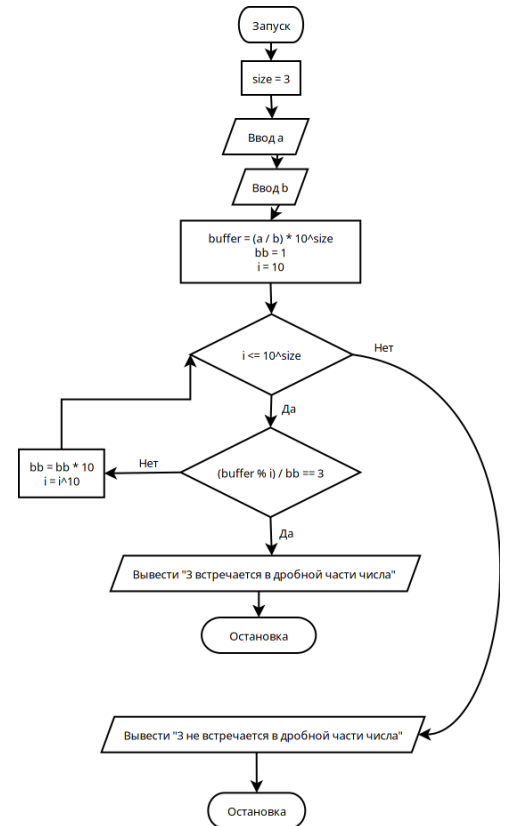 Запуск
size = 3
Ввод a
Ввод b
buffer = (a / b) * 10^size
bb = 1
i = 10
i <= 10^size
Нет
Да
(buffer % i) / bb == 3
Нет
bb = bb * 10
i = i^10
Да
Вывести "3 встречается в дробной части числа"
Остановка
Вывести "3 не встречается в дробной части числа"
Остановка